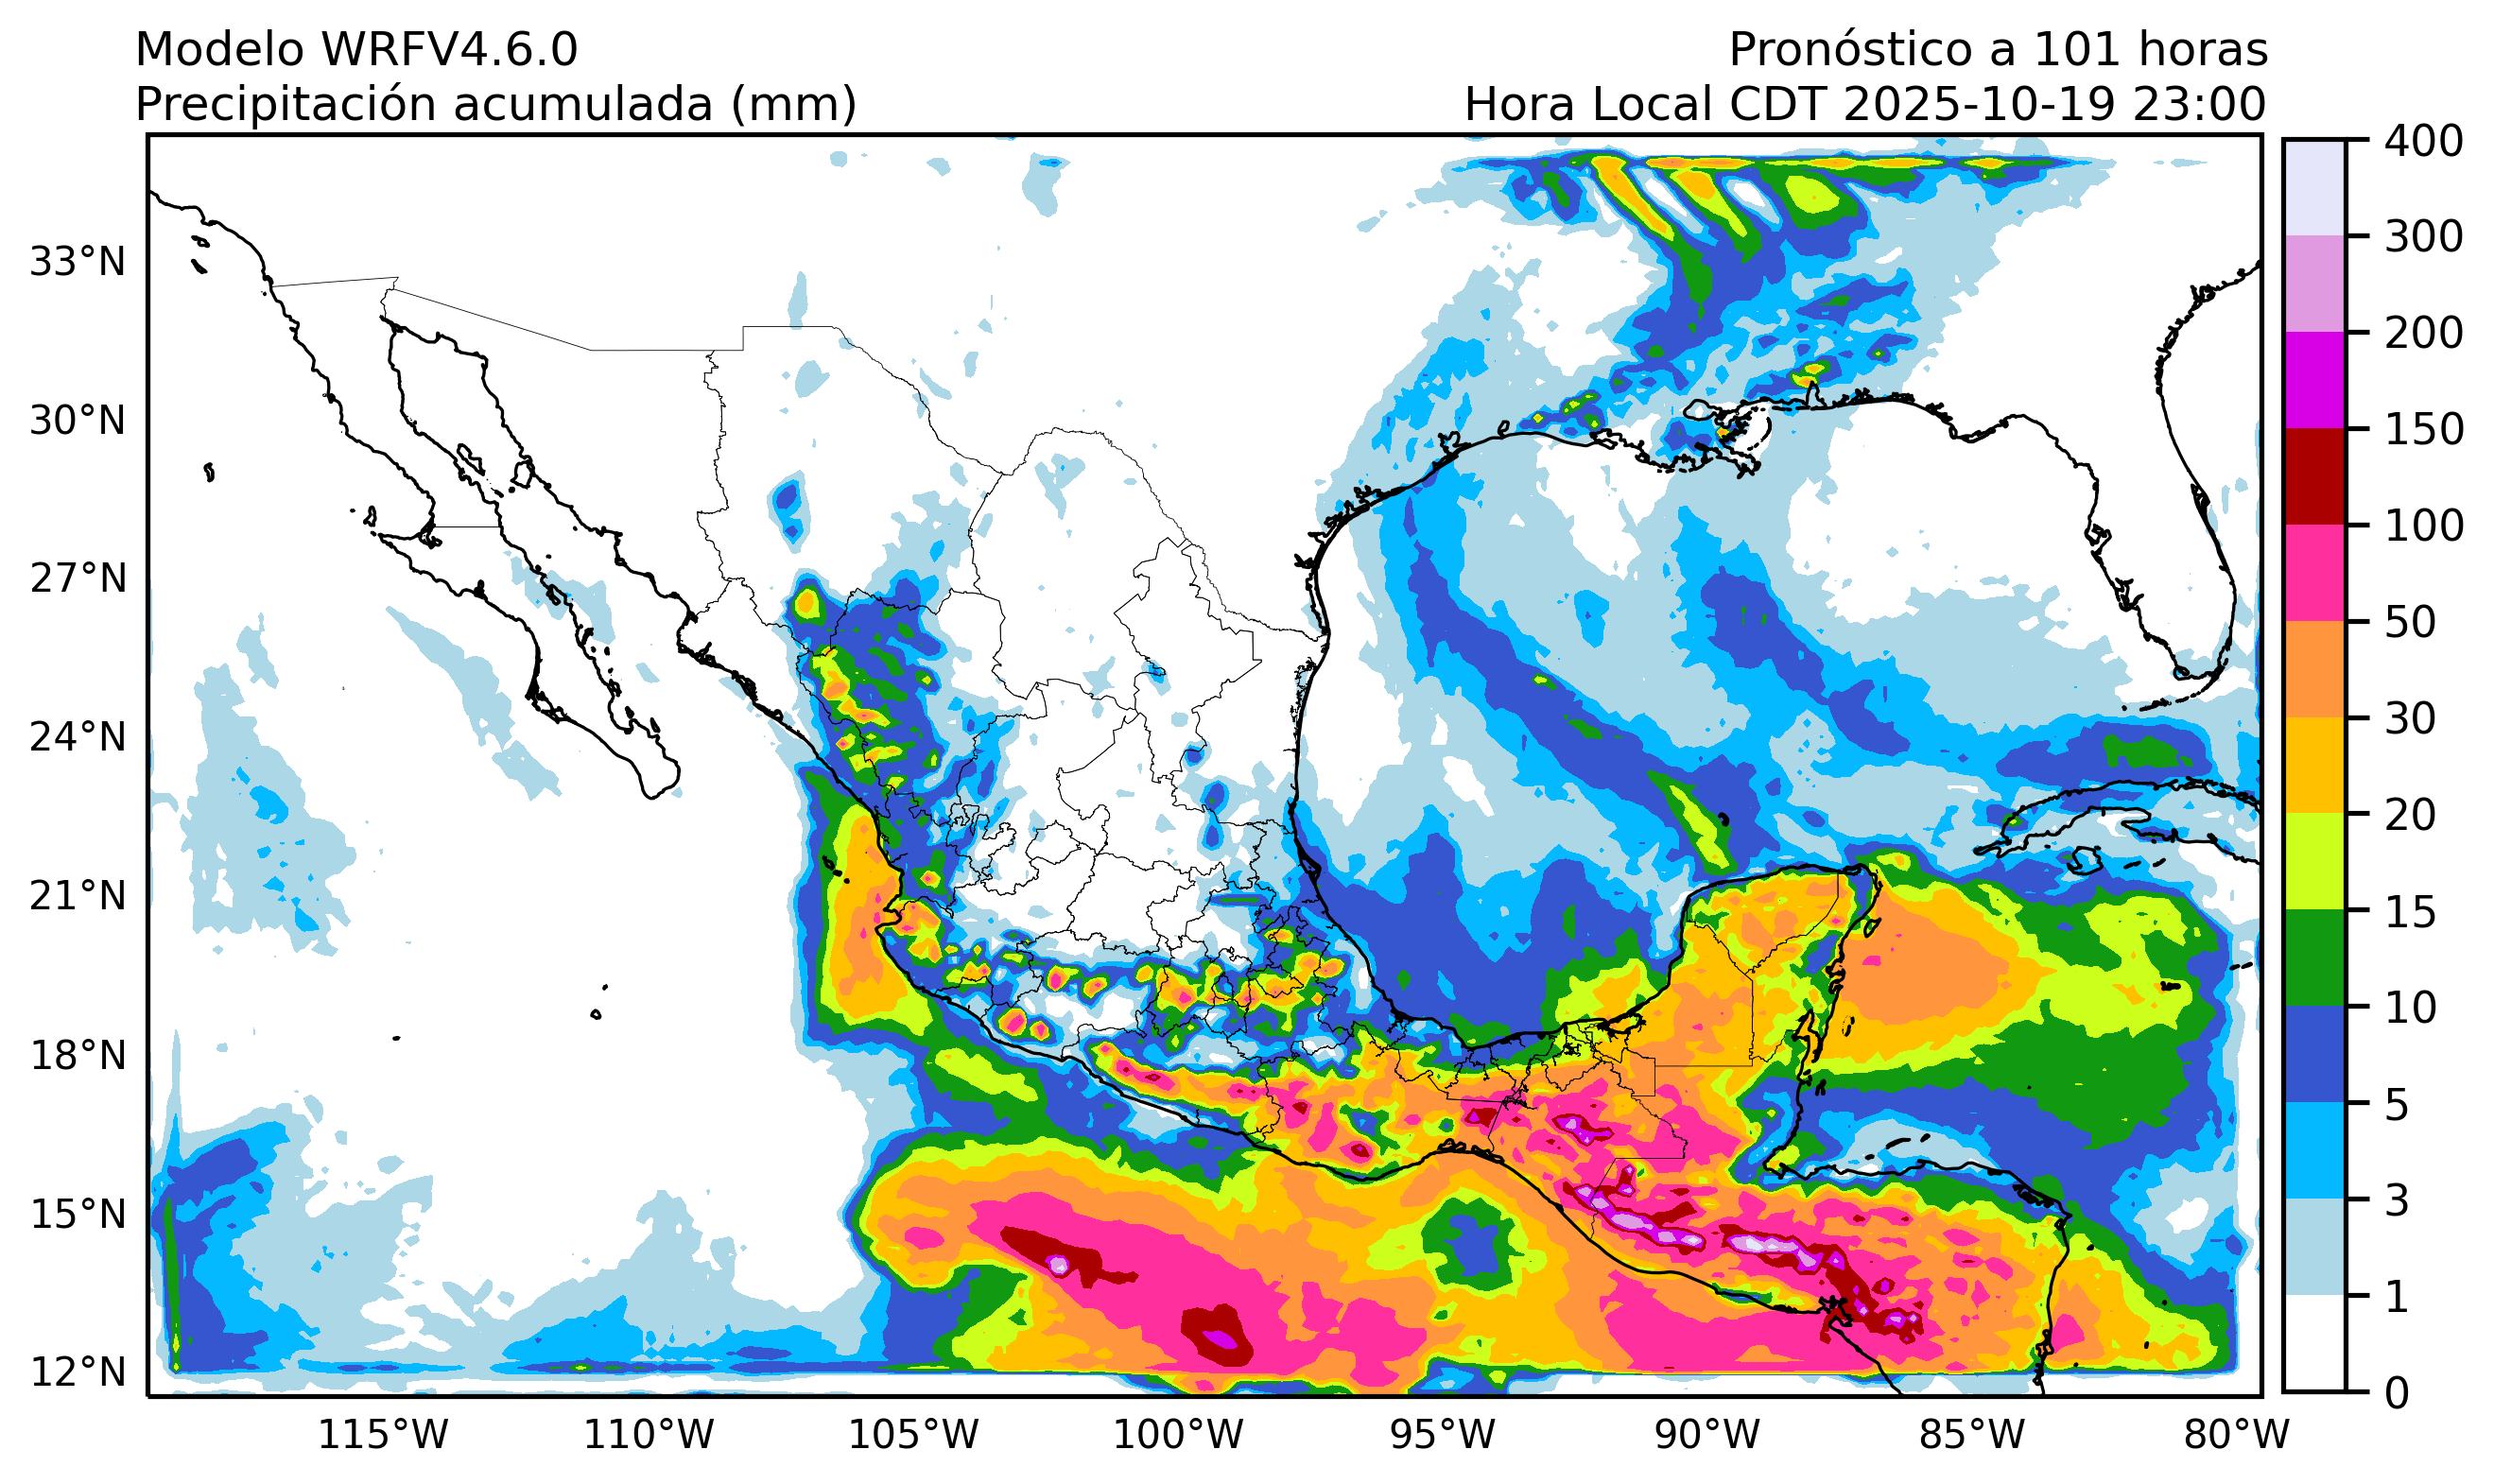 Modelo WRFV4.6.0
Pronóstico a 101 horas
Precipitación acumulada (mm)
Hora Local CDT 2025-10-19 23:00
400
300
200
150
100
50
30
20
15
10
5
3
1
0
33°N
30°N
27°N
24°N
21°N
18°N
15°N
12°N
115°W
110°W
105°W
100°W
95°W
90°W
85°W
80°W